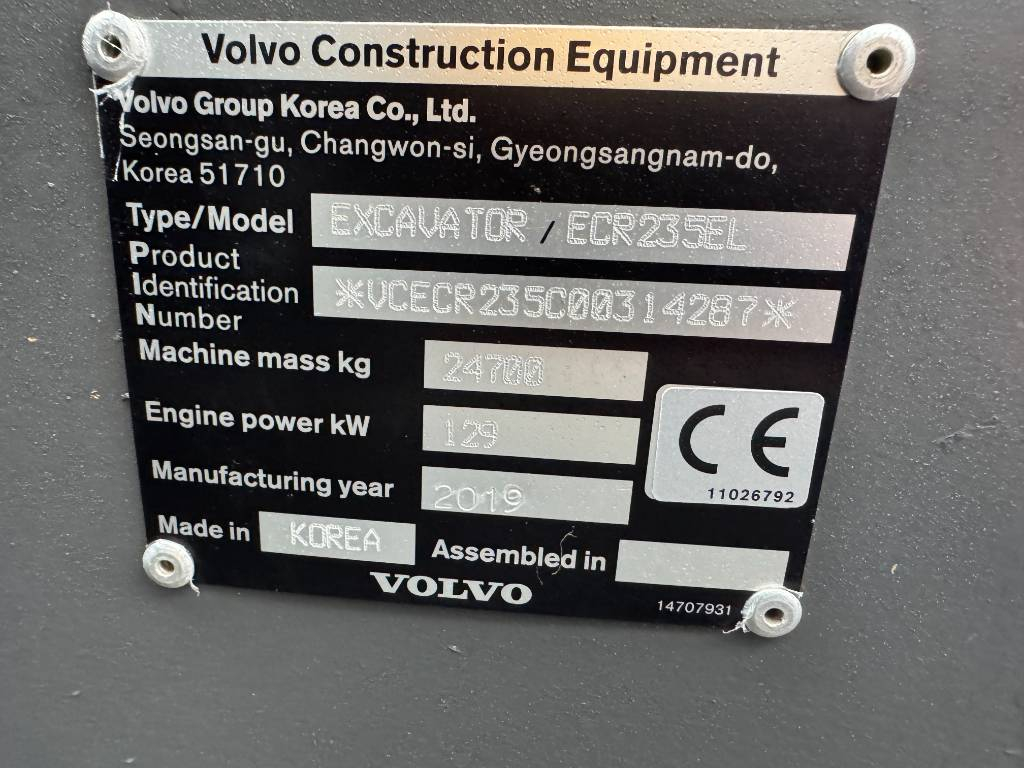 Volvo Construction Equipment
Volvo Group Korea Co., Ltd.
Seongsan-gu, Changwon-si, Gyeongsangnam-do,
Korea 51710
Type/Model EXCAVATOR / ECR235EL
Product
Identification *VCECR235C00314287*
Number
Machine mass kg 24700
Engine power kW 129
CE
Manufacturing year 2019
11026792
Made in KOREA Assembled in
VOLVO 14707931